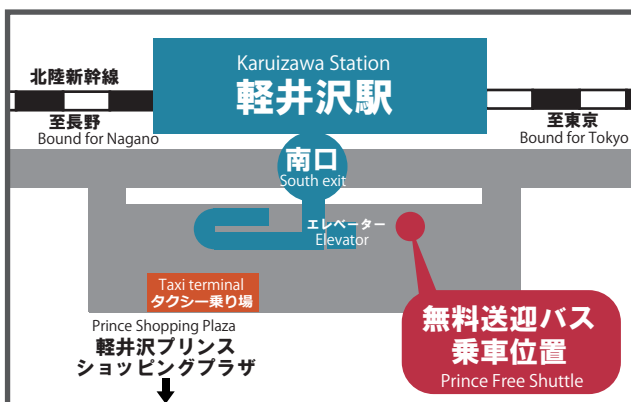 Karuizawa Station
軽井沢駅
北陸新幹線
至長野
Bound for Nagano
至東京
Bound for Tokyo
南口
South exit
エレベーター
Elevator
Taxi terminal
タクシー乗り場
Prince Shopping Plaza
軽井沢プリンス
ショッピングプラザ
無料送迎バス
乗車位置
Prince Free Shuttle